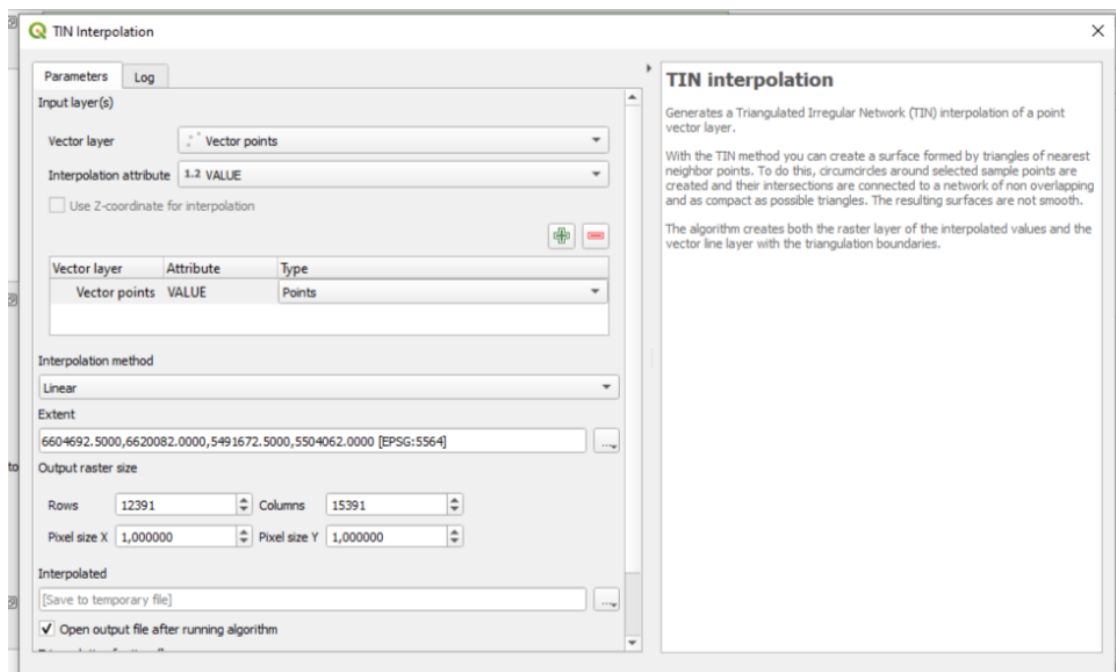 TIN Interpolation
Parameters
Log
Input layer(s)
Vector layer
Vector points
Interpolation attribute
1.2 VALUE
Use Z-coordinate for interpolation
Vector layer
Attribute
Type
Vector points
VALUE
Points
Interpolation method
Linear
Extent
6604692.5000,6620082.0000,5491672.5000,5504062.0000 [EPSG:5564]
Output raster size
Rows
12391
Columns
15391
Pixel size X
1,000000
Pixel size Y
1,000000
Interpolated
[Save to temporary file]
Open output file after running algorithm
TIN interpolation
Generates a Triangulated Irregular Network (TIN) interpolation of a point
vector layer.
With the TIN method you can create a surface formed by triangles of nearest
neighbor points. To do this, circumcircles around selected sample points are
created and their intersections are connected to a network of non overlapping
and as compact as possible triangles. The resulting surfaces are not smooth.
The algorithm creates both the raster layer of the interpolated values and the
vector line layer with the triangulation boundaries.